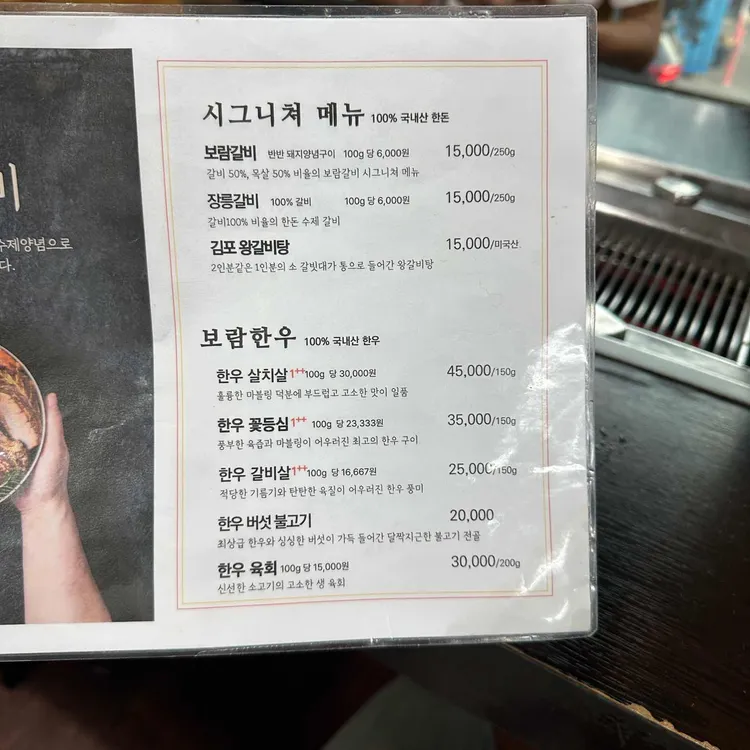 비
수제양념으로
다.
시그니쳐 메뉴 100% 국내산 한돈
보람갈비 반반 돼지양념구이 100g 당 6,000원 15,000/250g
갈비 50%, 목살 50% 비율의 보람갈비 시그니쳐 메뉴
장릉갈비 100% 갈비 100g 당 6,000원 15,000/250g
갈비100% 비율의 한돈 수제 갈비
김포 왕갈비탕 15,000/미국산
2인분같은 1인분의 소 갈빗대가 통으로 들어간 왕갈비탕
보람한우 100% 국내산 한우
한우 살치살 1++ 100g 당 30,000원 45,000/150g
훌륭한 마블링 덕분에 부드럽고 고소한 맛이 일품
한우 꽃등심 1++ 100g 당 23,333원 35,000/150g
풍부한 육즙과 마블링이 어우러진 최고의 한우 구이
한우 갈비살 1++ 100g 당 16,667원 25,000/150g
적당한 기름기와 탄탄한 육질이 어우러진 한우 풍미
한우 버섯 불고기 20,000
최상급 한우와 싱싱한 버섯이 가득 들어간 달짝지근한 불고기 전골
한우 육회 100g 당 15,000원 30,000/200g
신선한 소고기의 고소한 생 육회